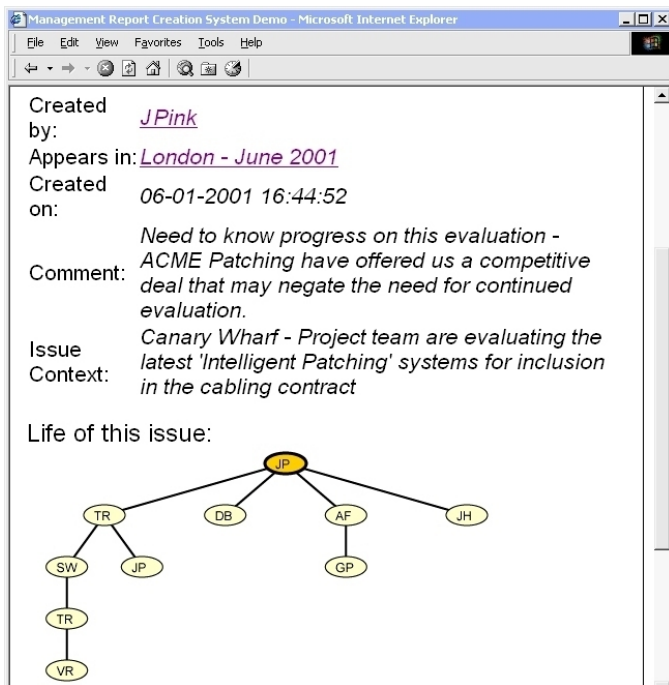 Management Report Creation System Demo - Microsoft Internet Explorer
File Edit View Favorites Tools Help
Created
by:
JPink
Appears in: London - June 2001
Created
on:
06-01-2001 16:44:52
Comment:
Need to know progress on this evaluation -
ACME Patching have offered us a competitive
deal that may negate the need for continued
evaluation.
Issue
Context:
Canary Wharf - Project team are evaluating the
latest 'Intelligent Patching' systems for inclusion
in the cabling contract
Life of this issue:
JP
TR DB AF JH
SW JP GP
TR
VR